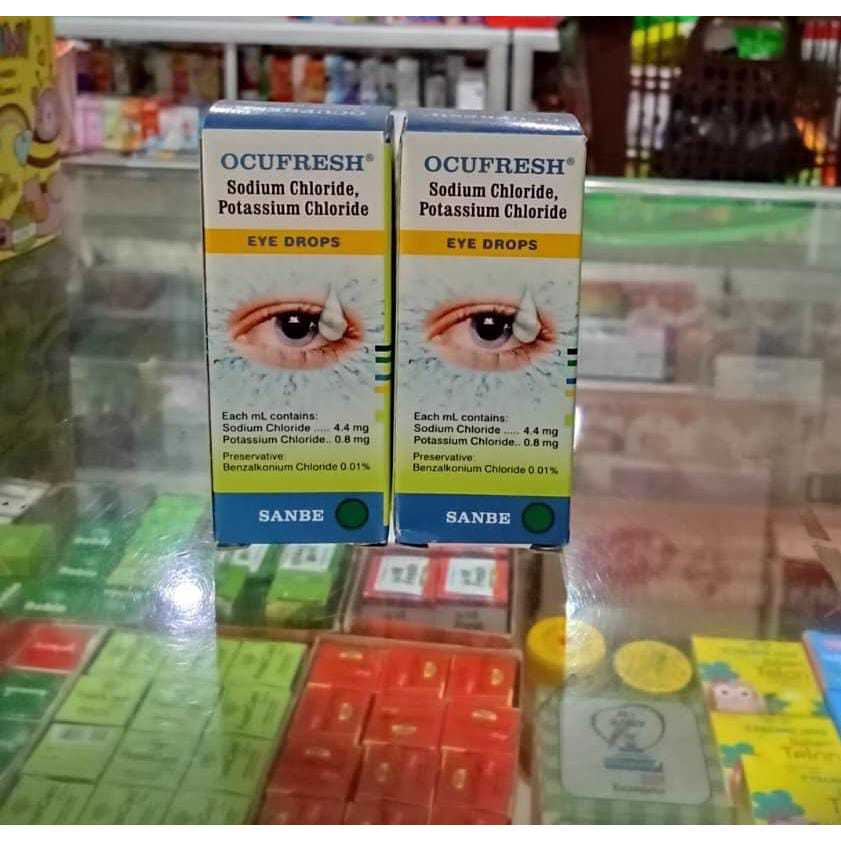 OCUFRESH®
Sodium Chloride,
Potassium Chloride
EYE DROPS
Each mL contains:
Sodium Chloride ..... 4.4 mg
Potassium Chloride.. 0.8 mg
Preservative:
Benzalkonium Chloride 0.01%
SANBE
OCUFRESH®
Sodium Chloride,
Potassium Chloride
EYE DROPS
Each mL contains:
Sodium Chloride ..... 4.4 mg
Potassium Chloride.. 0.8 mg
Preservative:
Benzalkonium Chloride 0.01%
SANBE